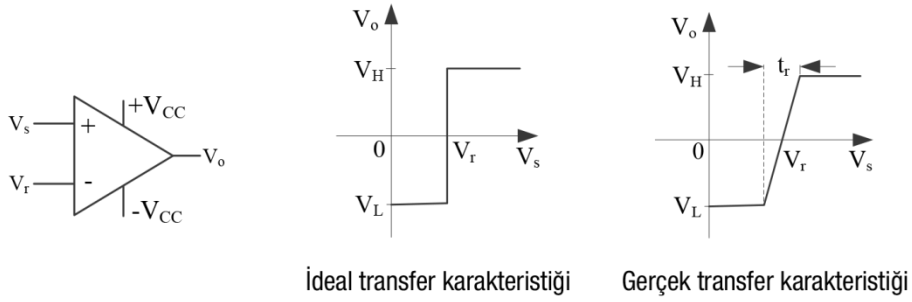 V_s
+
+V_CC
V_o
V_r
-
-V_CC
V_o
V_H
0
V_r
V_s
V_L
İdeal transfer karakteristiği
V_o
t_r
V_H
0
V_r
V_s
V_L
Gerçek transfer karakteristiği